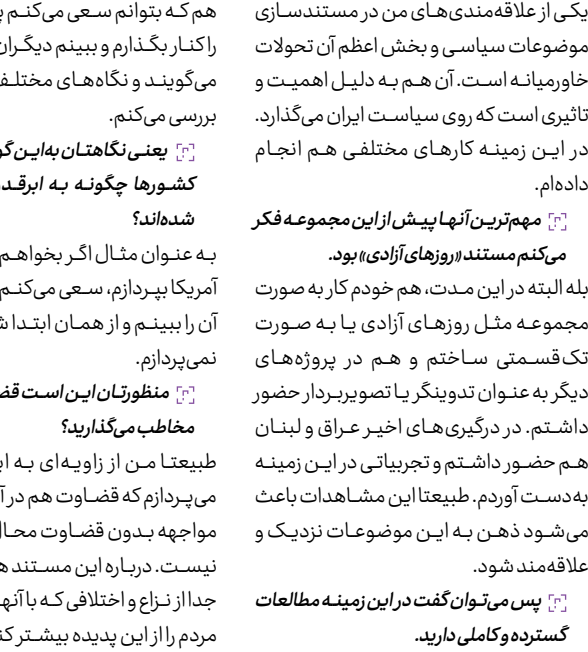 یکی از علاقه‌مندی‌های من در مستندسازی
موضوعات سیاسی و بخش اعظم آن تحولات
خاورمیانه است. آن هم به دلیل اهمیت و
تاثیری است که روی سیاست ایران می‌گذارد.
در این زمینه کارهای مختلفی هم انجام
داده‌ام.
مهم‌ترین آنها پیش از این مجموعه فکر
می‌کنم مستند «روزهای آزادی» بود.
بله البته در این مدت، هم خودم کار به صورت
مجموعه مثل روزهای آزادی یا به صورت
تک‌قسمتی ساختم و هم در پروژه‌های
دیگر به عنوان تدوینگر یا تصویربردار حضور
داشتم. در درگیری‌های اخیر عراق و لبنان
هم حضور داشتم و تجربیاتی در این زمینه
به‌دست آوردم. طبیعتا این مشاهدات باعث
می‌شود ذهن به این موضوعات نزدیک و
علاقه‌مند شود.
پس می‌توان گفت در این زمینه مطالعات
گسترده و کاملی دارید.
هم که بتوانم سعی می‌کنم
را کنار بگذارم و ببینم دیگران
می‌گویند و نگاه‌های مختلف
بررسی می‌کنم.
یعنی نگاهتان به‌این
کشورها چگونه به ابرقد
شده‌اند؟
به عنوان مثال اگر بخواهم
آمریکا بپردازم، سعی می‌کنم
آن را ببینم و از همان ابتدا
نمی‌پردازم.
منظورتان این است
مخاطب می‌گذارید؟
طبیعتا من از زاویه‌ای به
می‌پردازم که قضاوت هم در
مواجهه بدون قضاوت
نیست. درباره این مستند
جدا از نزاع و اختلافی که با آنها
مردم را از این پدیده بیشتر